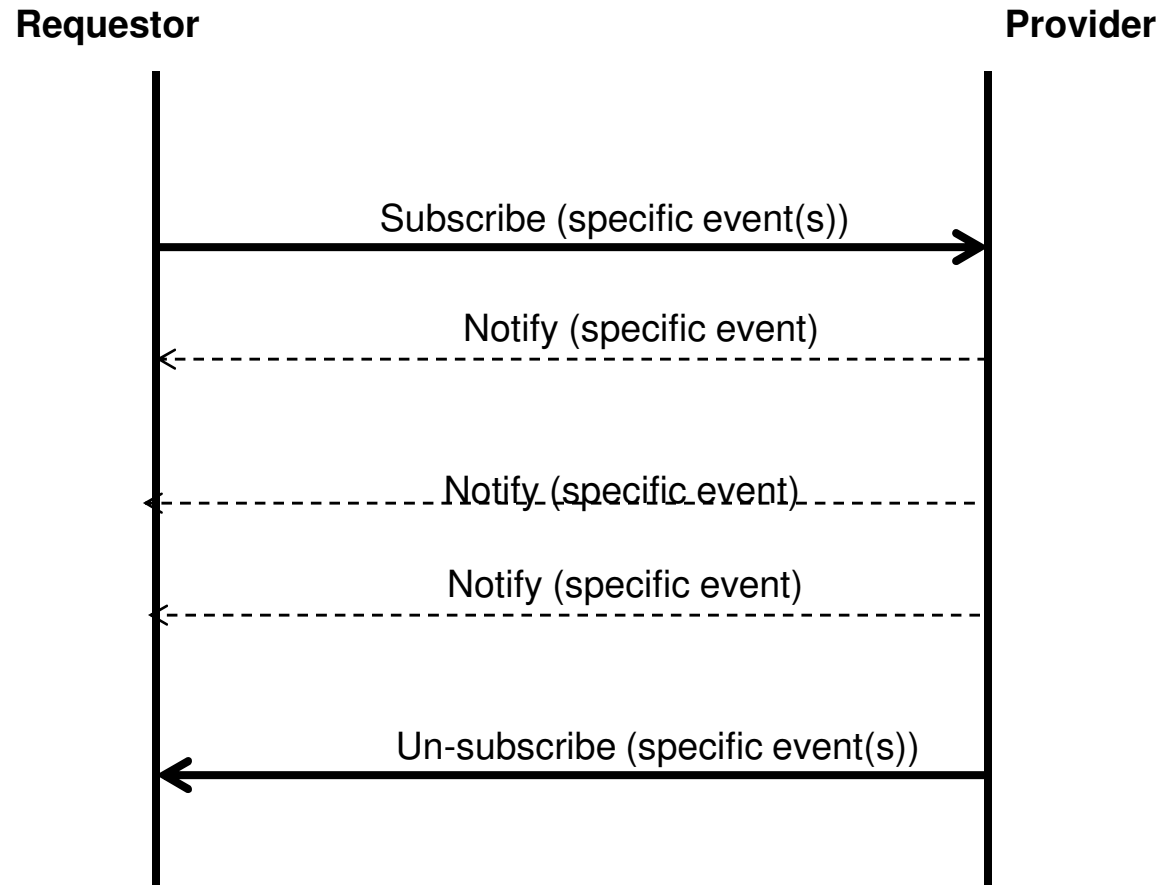 Requestor
Provider
Subscribe (specific event(s))
Notify (specific event)
Notify (specific event)
Notify (specific event)
Un-subscribe (specific event(s))